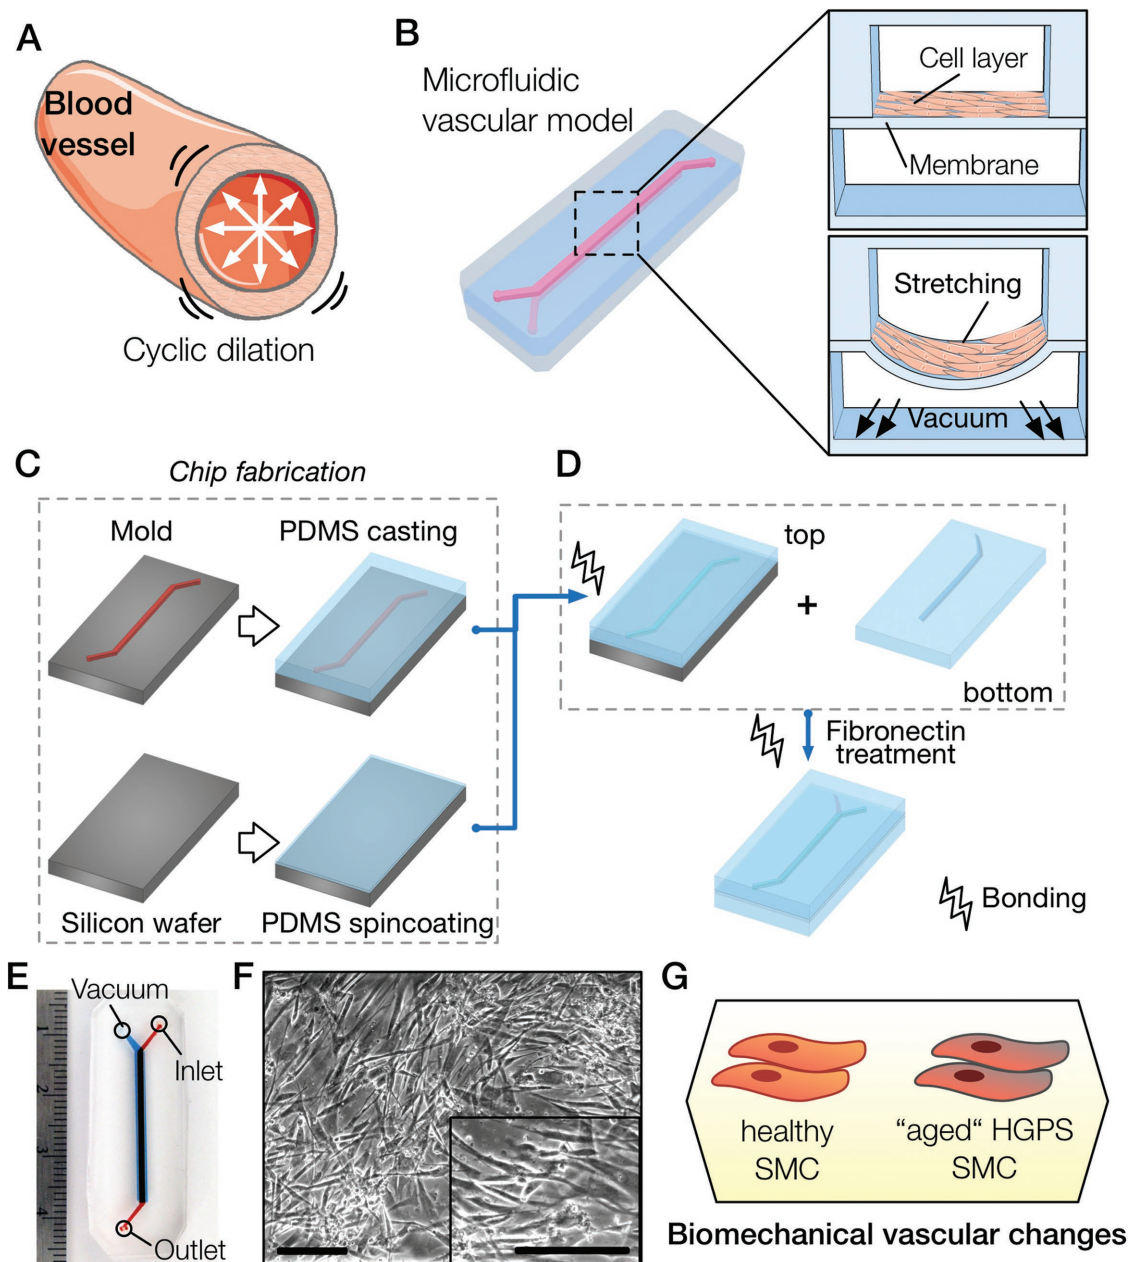 A
Blood
vessel
Cyclic dilation
B
Microfluidic
vascular model
Cell layer
Membrane
Stretching
Vacuum
C
Chip fabrication
Mold
PDMS casting
Silicon wafer
PDMS spincoating
D
top
+
bottom
Fibronectin
treatment
Bonding
E
Vacuum
Inlet
Outlet
1
2
3
4
F
G
healthy
SMC
“aged“ HGPS
SMC
Biomechanical vascular changes